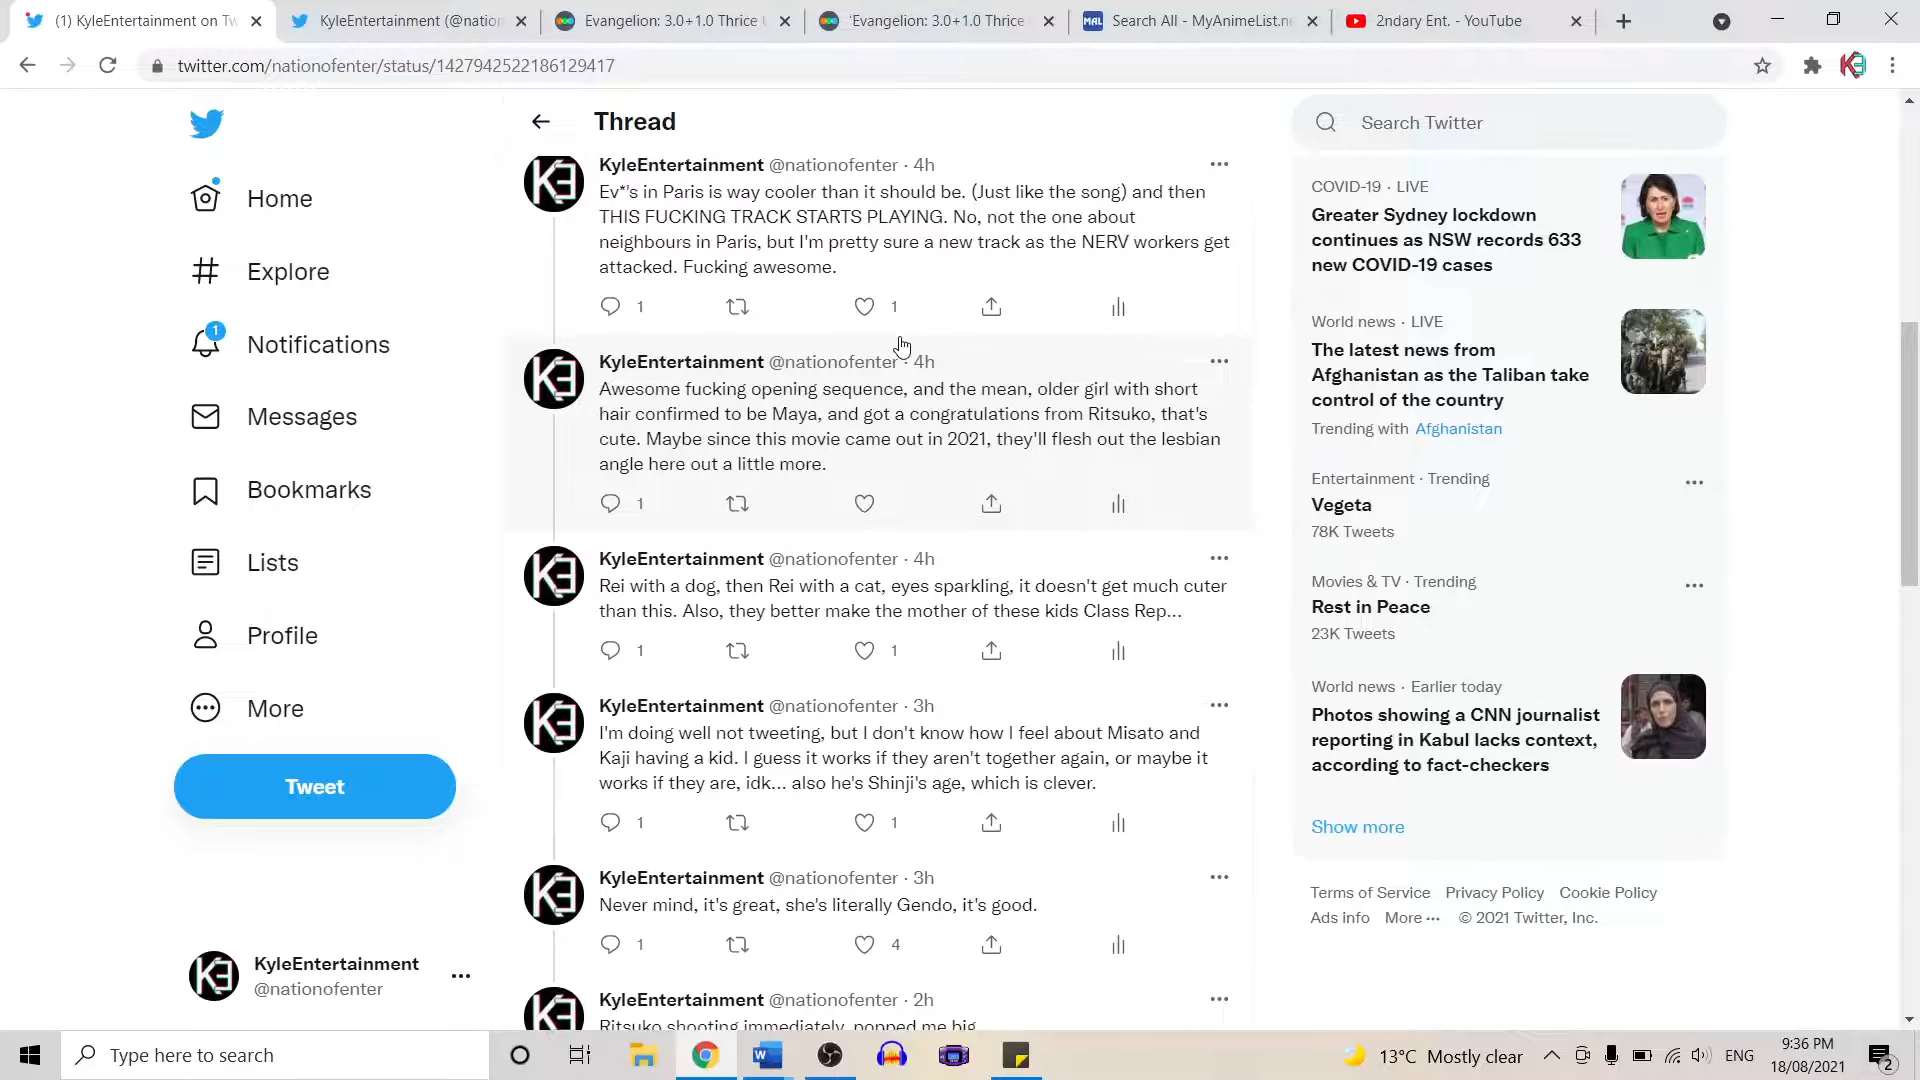 (1) KyleEntertainment on Tw
KyleEntertainment (@nation
Evangelion: 3.0+1.0 Thrice U
'Evangelion: 3.0+1.0 Thrice
MAL
Search All - MyAnimeList.ne
2ndary Ent. - YouTube
twitter.com/nationofenter/status/1427942522186129417
Home
Explore
1
Notifications
Messages
Bookmarks
Lists
Profile
More
Tweet
KyleEntertainment
@nationofenter
Thread
KyleEntertainment @nationofenter · 4h
Ev*'s in Paris is way cooler than it should be. (Just like the song) and then
THIS FUCKING TRACK STARTS PLAYING. No, not the one about
neighbours in Paris, but I'm pretty sure a new track as the NERV workers get
attacked. Fucking awesome.
1 1
KyleEntertainment @nationofenter · 4h
Awesome fucking opening sequence, and the mean, older girl with short
hair confirmed to be Maya, and got a congratulations from Ritsuko, that's
cute. Maybe since this movie came out in 2021, they'll flesh out the lesbian
angle here out a little more.
1
KyleEntertainment @nationofenter · 4h
Rei with a dog, then Rei with a cat, eyes sparkling, it doesn't get much cuter
than this. Also, they better make the mother of these kids Class Rep...
1 1
KyleEntertainment @nationofenter · 3h
I'm doing well not tweeting, but I don't know how I feel about Misato and
Kaji having a kid. I guess it works if they aren't together again, or maybe it
works if they are, idk... also he's Shinji's age, which is clever.
1 1
KyleEntertainment @nationofenter · 3h
Never mind, it's great, she's literally Gendo, it's good.
1 4
KyleEntertainment @nationofenter · 2h
Ritsuko shooting immediately, popped me big
Search Twitter
COVID-19 · LIVE
Greater Sydney lockdown
continues as NSW records 633
new COVID-19 cases
World news · LIVE
The latest news from
Afghanistan as the Taliban take
control of the country
Trending with Afghanistan
Entertainment · Trending
Vegeta
78K Tweets
Movies & TV · Trending
Rest in Peace
23K Tweets
World news · Earlier today
Photos showing a CNN journalist
reporting in Kabul lacks context,
according to fact-checkers
Show more
Terms of Service Privacy Policy Cookie Policy
Ads info More ··· © 2021 Twitter, Inc.
Type here to search
13°C Mostly clear
ENG
9:36 PM
18/08/2021
2